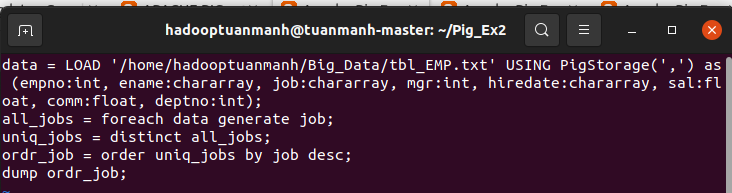 hadooptuanmanh@tuanmanh-master: ~/Pig_Ex2
data = LOAD '/home/hadooptuanmanh/Big_Data/tbl_EMP.txt' USING PigStorage(',') as
 (empno:int, ename:chararray, job:chararray, mgr:int, hiredate:chararray, sal:fl
oat, comm:float, deptno:int);
all_jobs = foreach data generate job;
uniq_jobs = distinct all_jobs;
ordr_job = order uniq_jobs by job desc;
dump ordr_job;
~